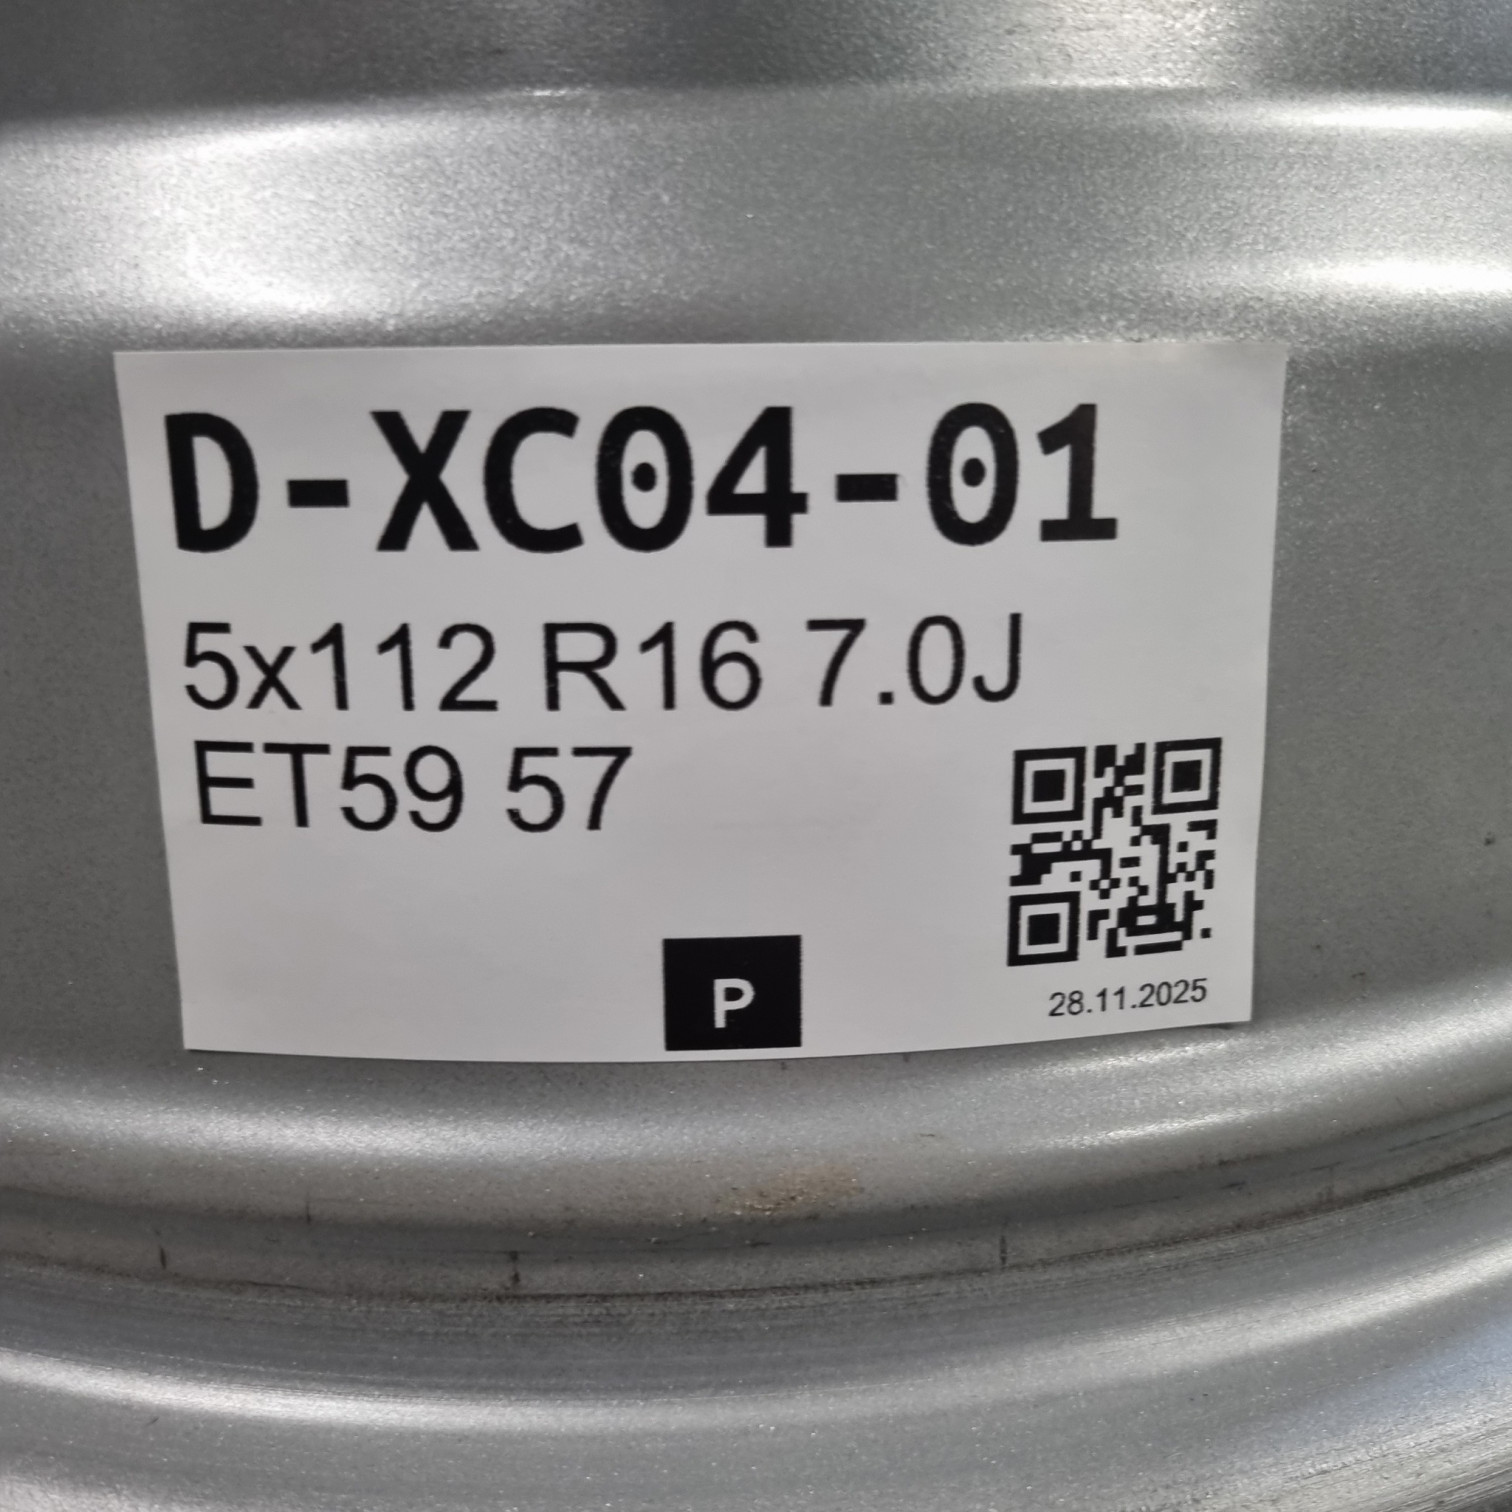 D-XC04-01
5x112 R16 7.0J
ET59 57
P
28.11.2025